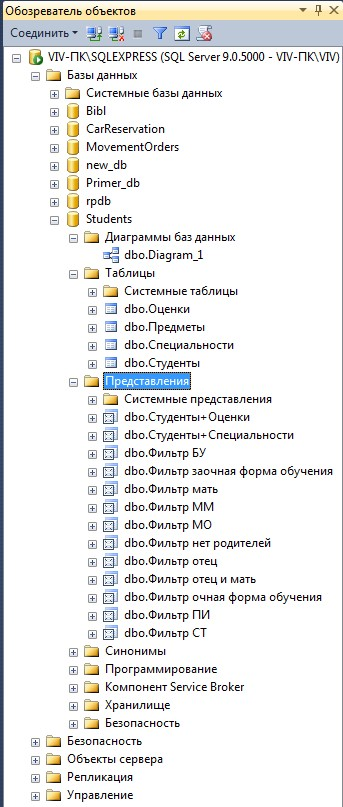 Обозреватель объектов
Соединить
VIV-ПК\SQLEXPRESS (SQL Server 9.0.5000 - VIV-ПК\VIV)
Базы данных
Системные базы данных
Bibl
CarReservation
MovementOrders
new_db
Primer_db
rpdb
Students
Диаграммы баз данных
dbo.Diagram_1
Таблицы
Системные таблицы
dbo.Оценки
dbo.Предметы
dbo.Специальности
dbo.Студенты
Представления
Системные представления
dbo.Студенты+Оценки
dbo.Студенты+Специальности
dbo.Фильтр БУ
dbo.Фильтр заочная форма обучения
dbo.Фильтр мать
dbo.Фильтр ММ
dbo.Фильтр МО
dbo.Фильтр нет родителей
dbo.Фильтр отец
dbo.Фильтр отец и мать
dbo.Фильтр очная форма обучения
dbo.Фильтр ПИ
dbo.Фильтр СТ
Синонимы
Программирование
Компонент Service Broker
Хранилище
Безопасность
Безопасность
Объекты сервера
Репликация
Управление